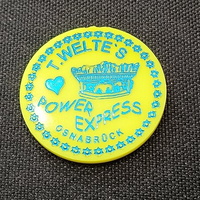 T. WELTE'S
POWER
EXPRESS
OSNABRÜCK